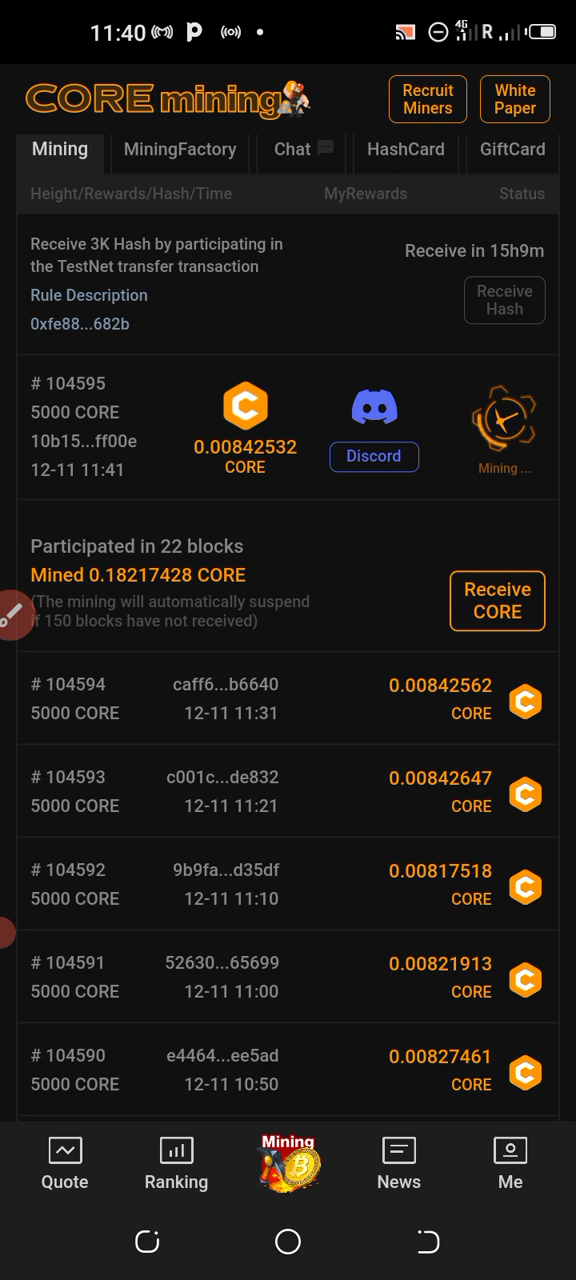 11:40
4G R
CORE mining
Recruit Miners
White Paper
Mining MiningFactory Chat HashCard GiftCard
Height/Rewards/Hash/Time MyRewards Status
Receive 3K Hash by participating in
the TestNet transfer transaction
Receive in 15h9m
Rule Description
Receive Hash
0xfe88...682b
# 104595
5000 CORE
10b15...ff00e
12-11 11:41
0.00842532
CORE
Discord
Mining ...
Participated in 22 blocks
Mined 0.18217428 CORE
(The mining will automatically suspend
if 150 blocks have not received)
Receive
CORE
# 104594 caff6...b6640 0.00842562
5000 CORE 12-11 11:31 CORE
# 104593 c001c...de832 0.00842647
5000 CORE 12-11 11:21 CORE
# 104592 9b9fa...d35df 0.00817518
5000 CORE 12-11 11:10 CORE
# 104591 52630...65699 0.00821913
5000 CORE 12-11 11:00 CORE
# 104590 e4464...ee5ad 0.00827461
5000 CORE 12-11 10:50 CORE
Mining
Quote Ranking News Me